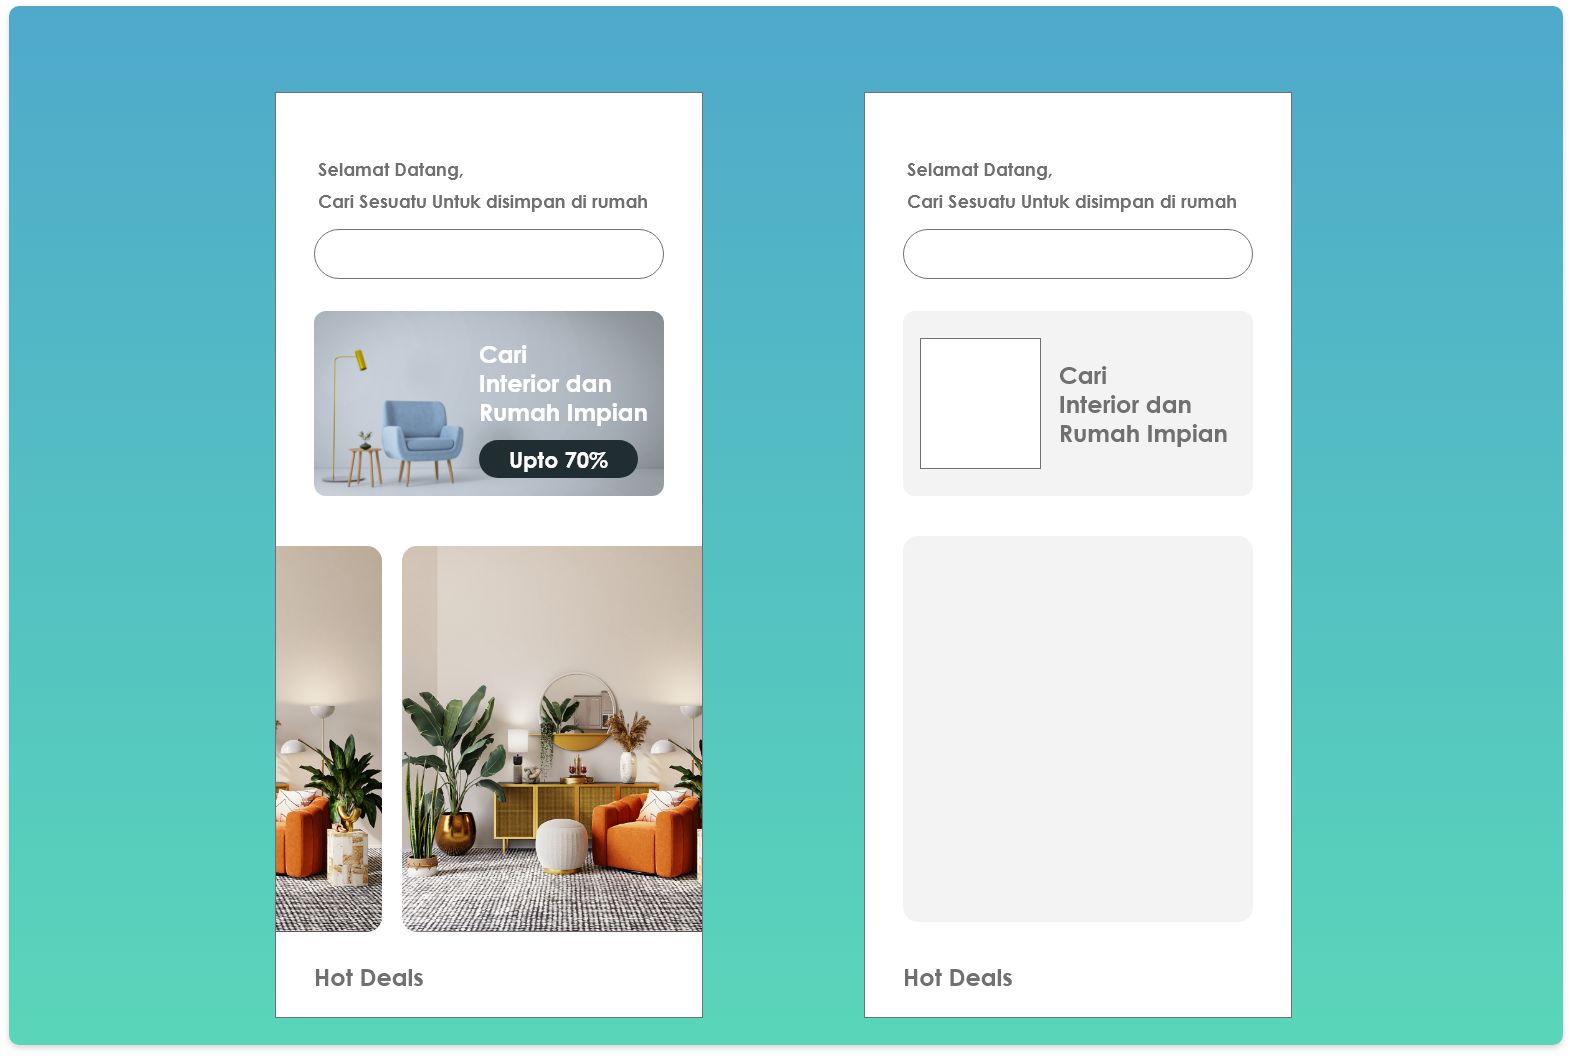 Selamat Datang,
Cari Sesuatu Untuk disimpan di rumah
Cari
Interior dan
Rumah Impian
Upto 70%
Hot Deals
Selamat Datang,
Cari Sesuatu Untuk disimpan di rumah
Cari
Interior dan
Rumah Impian
Hot Deals